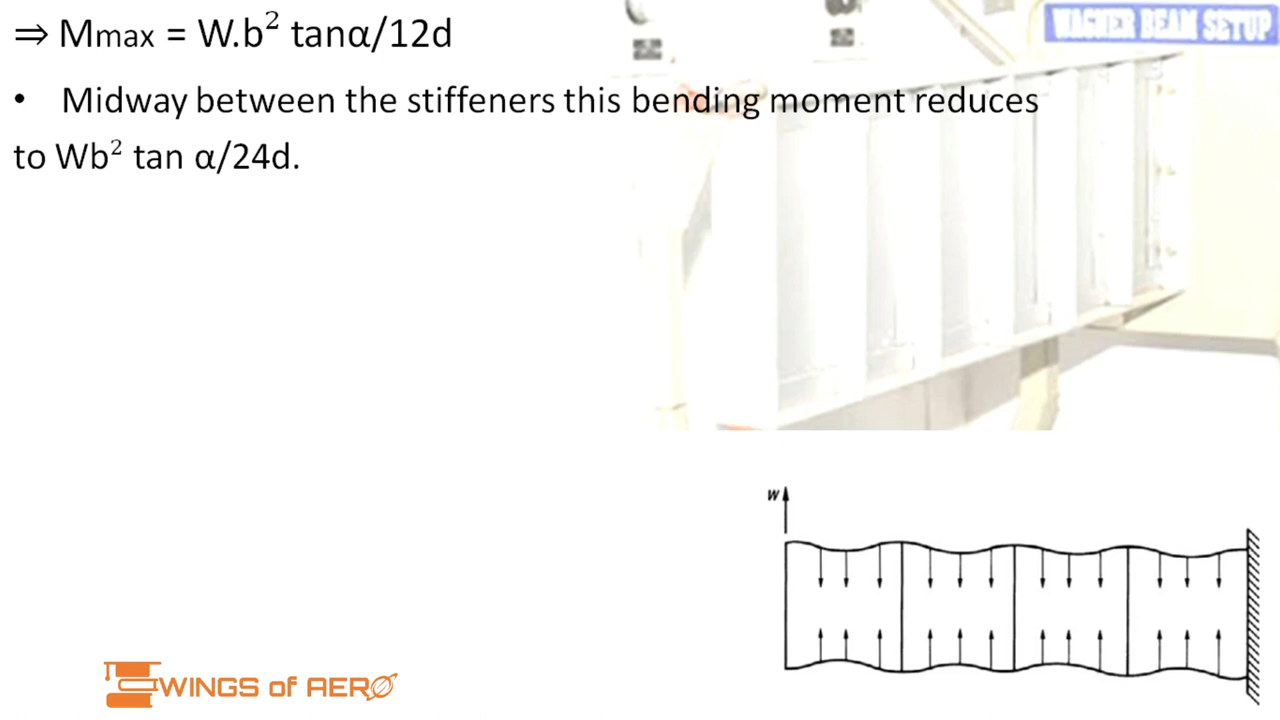 ⇒ Mmax = W.b² tanα/12d
WAGNER BEAM SETUP
• Midway between the stiffeners this bending moment reduces
to Wb² tan α/24d.
W
WINGS of AERO